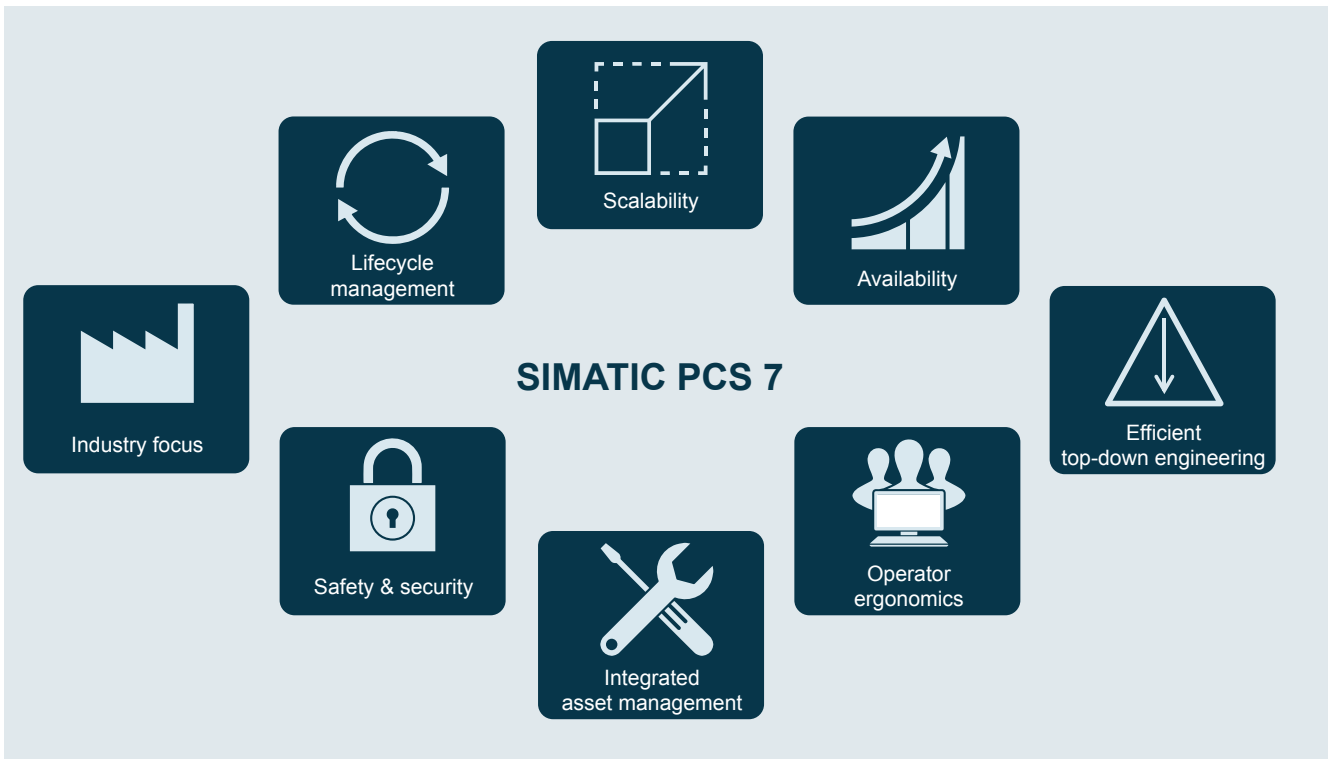 Scalability
Lifecycle
management
Availability
Industry focus
SIMATIC PCS 7
Efficient
top-down engineering
Safety & security
Operator
ergonomics
Integrated
asset management